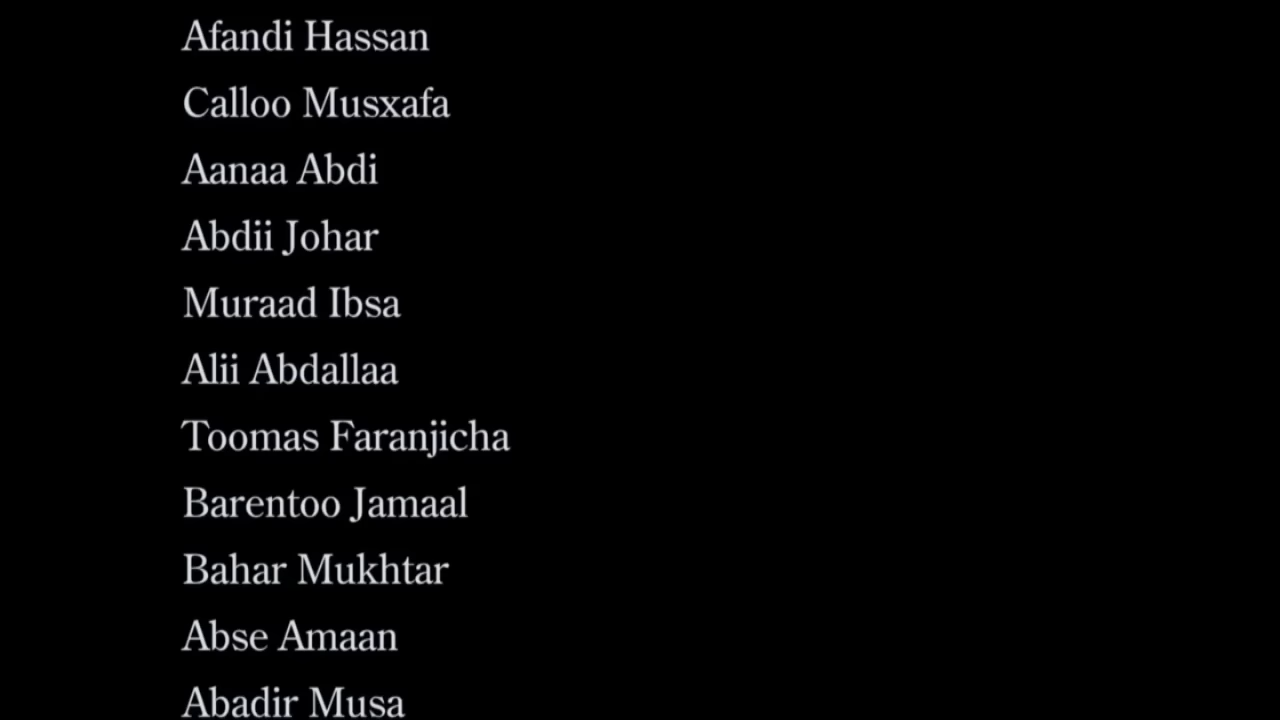 Afandi Hassan
Calloo Musxafa
Aanaa Abdi
Abdii Johar
Muraad Ibsa
Alii Abdallaa
Toomas Faranjicha
Barentoo Jamaal
Bahar Mukhtar
Abse Amaan
Abadir Musa